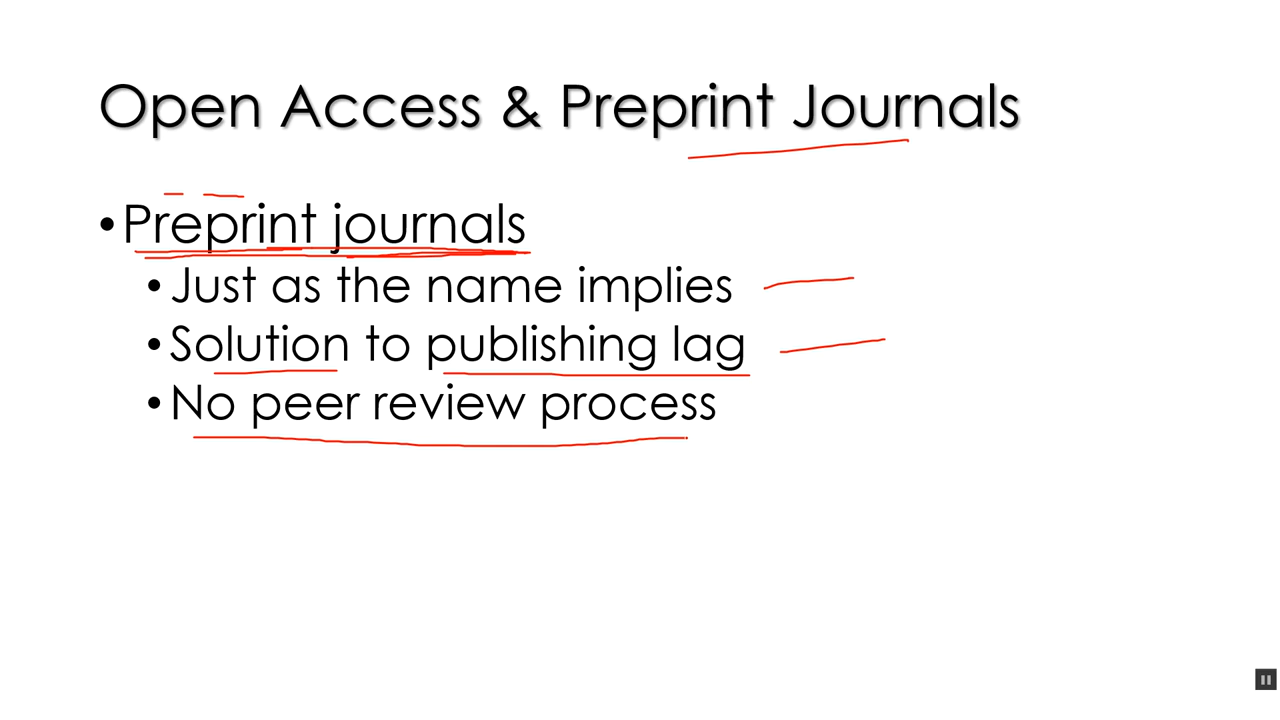 Open Access & Preprint Journals
• Preprint journals
• Just as the name implies
• Solution to publishing lag
• No peer review process